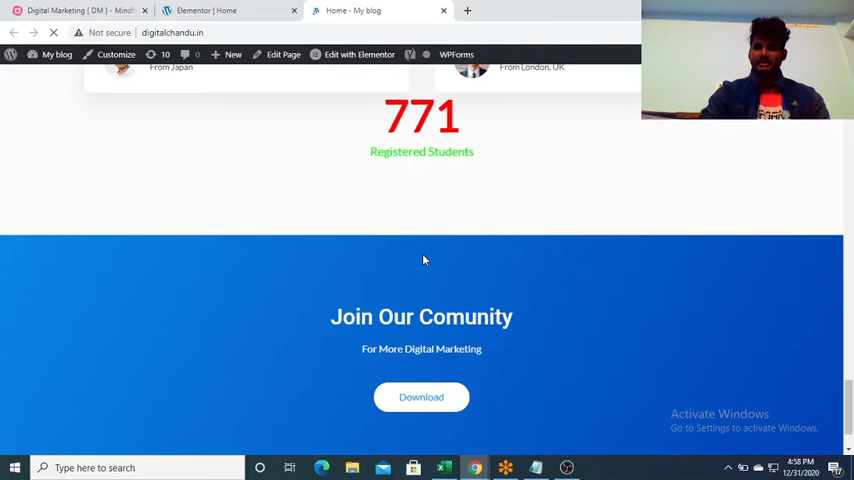 Digital Marketing ( DM ) - Mindm
Elementor | Home
Home - My blog
Not secure
digitalchandu.in
My blog
Customize
10
0
New
Edit Page
Edit with Elementor
WPForms
From Japan
From London, UK
771
Registered Students
Join Our Comunity
For More Digital Marketing
Download
Activate Windows
Go to Settings to activate Windows.
Type here to search
4:58 PM
12/31/2020
17